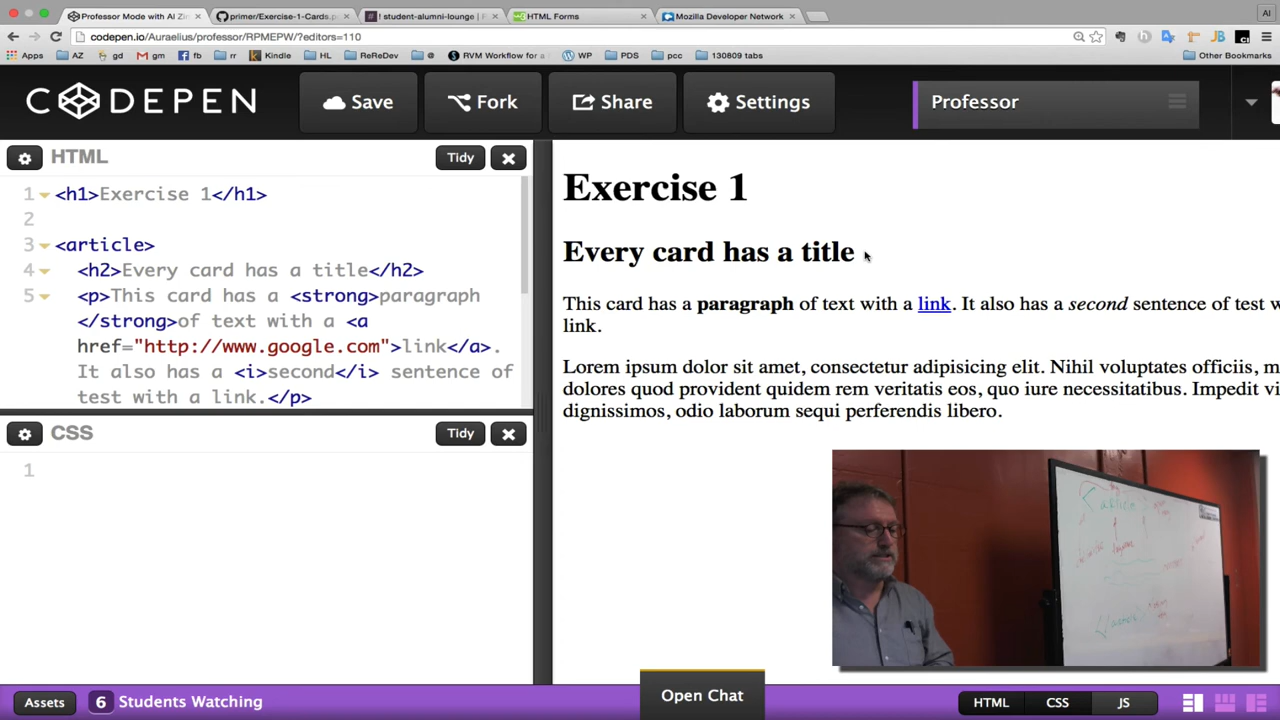 Professor Mode with Al Zin
primer/Exercise-1-Cards.
! student-alumni-lounge |
HTML Forms
Mozilla Developer Network
codepen.io/Auraelius/professor/RPMEPW/?editors=110
Apps AZ gd gm fb rr Kindle HL ReReDev @ RVM Workflow for a WP PDS pcc 130809 tabs Other Bookmarks
CODEPEN Save Fork Share Settings Professor
HTML Tidy
1 <h1>Exercise 1</h1>
2
3 <article>
4 <h2>Every card has a title</h2>
5 <p>This card has a <strong>paragraph
</strong>of text with a <a
href="http://www.google.com">link</a>.
It also has a <i>second</i> sentence of
test with a link.</p>
CSS Tidy
1
Exercise 1
Every card has a title
This card has a paragraph of text with a link. It also has a second sentence of test w
link.
Lorem ipsum dolor sit amet, consectetur adipisicing elit. Nihil voluptates officiis, m
dolores quod provident quidem rem veritatis eos, quo iure necessitatibus. Impedit v
dignissimos, odio laborum sequi perferendis libero.
Assets 6 Students Watching Open Chat HTML CSS JS